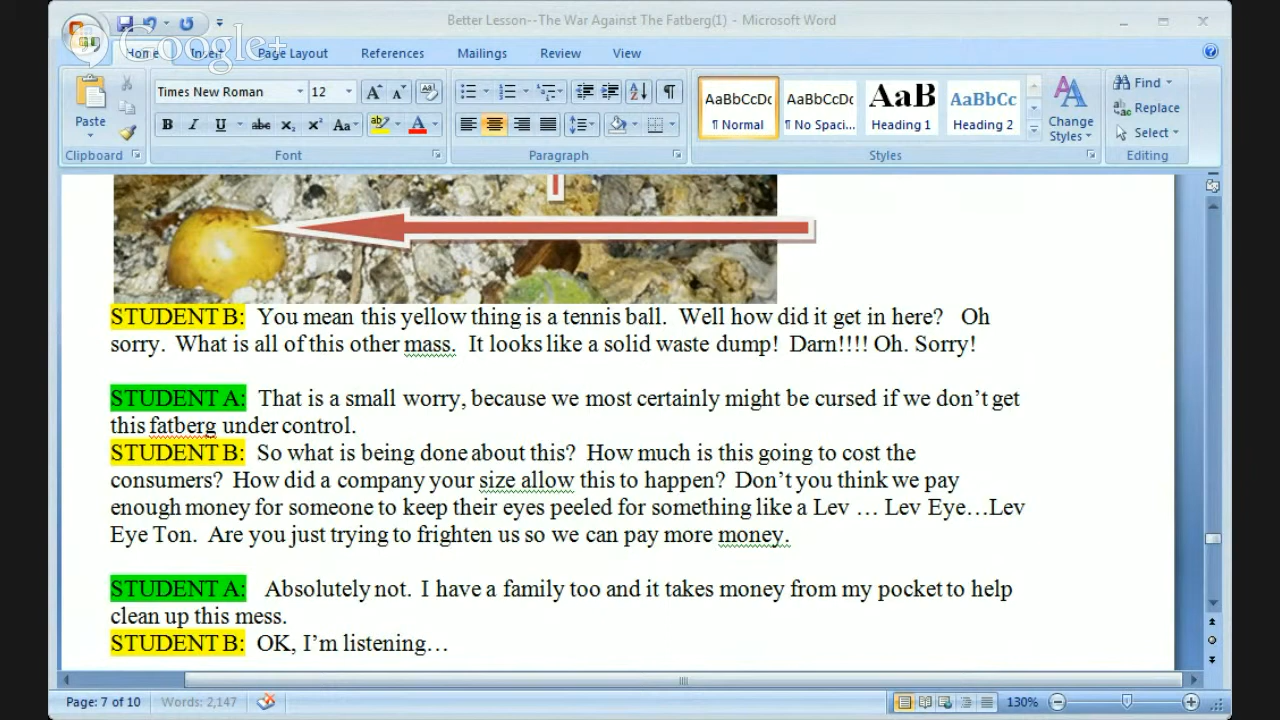 Better Lesson--The War Against The Fatberg(1) - Microsoft Word
Google+
Home Insert Page Layout References Mailings Review View
Paste
Clipboard
Times New Roman 12
B I U abc X₂ X² Aa
Font
Paragraph
AaBbCcDc AaBbCcDc AaB AaBbCc
¶ Normal ¶ No Spaci... Heading 1 Heading 2
Styles
Change Styles
Find
Replace
Select
Editing
STUDENT B: You mean this yellow thing is a tennis ball. Well how did it get in here? Oh
sorry. What is all of this other mass. It looks like a solid waste dump! Darn!!!! Oh. Sorry!
STUDENT A: That is a small worry, because we most certainly might be cursed if we don't get
this fatberg under control.
STUDENT B: So what is being done about this? How much is this going to cost the
consumers? How did a company your size allow this to happen? Don't you think we pay
enough money for someone to keep their eyes peeled for something like a Lev … Lev Eye…Lev
Eye Ton. Are you just trying to frighten us so we can pay more money.
STUDENT A: Absolutely not. I have a family too and it takes money from my pocket to help
clean up this mess.
STUDENT B: OK, I'm listening…
Page: 7 of 10 Words: 2,147 130%